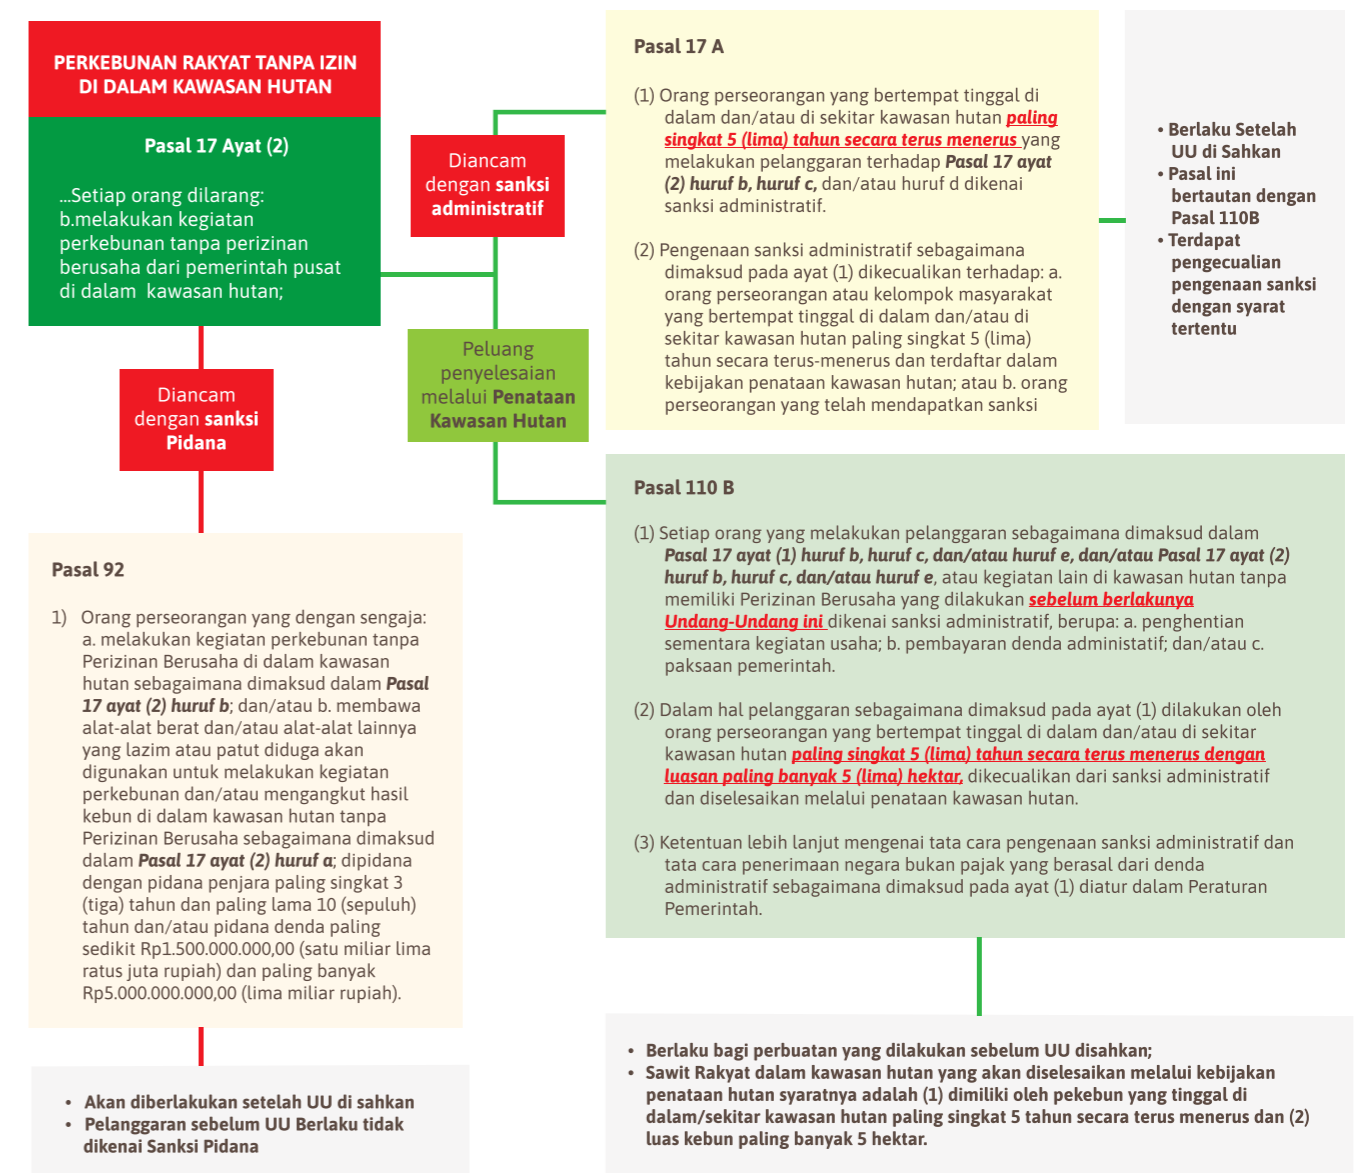 PERKEBUNAN RAKYAT TANPA IZIN
DI DALAM KAWASAN HUTAN
Pasal 17 Ayat (2)
...Setiap orang dilarang:
b.melakukan kegiatan
perkebunan tanpa perizinan
berusaha dari pemerintah pusat
di dalam kawasan hutan;
Diancam
dengan sanksi
administratif
Peluang
penyelesaian
melalui Penataan
Kawasan Hutan
Diancam
dengan sanksi
Pidana
Pasal 17 A
(1) Orang perseorangan yang bertempat tinggal di
dalam dan/atau di sekitar kawasan hutan paling
singkat 5 (lima) tahun secara terus menerus yang
melakukan pelanggaran terhadap Pasal 17 ayat
(2) huruf b, huruf c, dan/atau huruf d dikenai
sanksi administratif.
(2) Pengenaan sanksi administratif sebagaimana
dimaksud pada ayat (1) dikecualikan terhadap: a.
orang perseorangan atau kelompok masyarakat
yang bertempat tinggal di dalam dan/atau di
sekitar kawasan hutan paling singkat 5 (lima)
tahun secara terus-menerus dan terdaftar dalam
kebijakan penataan kawasan hutan; atau b. orang
perseorangan yang telah mendapatkan sanksi
• Berlaku Setelah
UU di Sahkan
• Pasal ini
bertautan dengan
Pasal 110B
• Terdapat
pengecualian
pengenaan sanksi
dengan syarat
tertentu
Pasal 110 B
(1) Setiap orang yang melakukan pelanggaran sebagaimana dimaksud dalam
Pasal 17 ayat (1) huruf b, huruf c, dan/atau huruf e, dan/atau Pasal 17 ayat (2)
huruf b, huruf c, dan/atau huruf e, atau kegiatan lain di kawasan hutan tanpa
memiliki Perizinan Berusaha yang dilakukan sebelum berlakunya
Undang-Undang ini dikenai sanksi administratif, berupa: a. penghentian
sementara kegiatan usaha; b. pembayaran denda administatif; dan/atau c.
paksaan pemerintah.
(2) Dalam hal pelanggaran sebagaimana dimaksud pada ayat (1) dilakukan oleh
orang perseorangan yang bertempat tinggal di dalam dan/atau di sekitar
kawasan hutan paling singkat 5 (lima) tahun secara terus menerus dengan
luasan paling banyak 5 (lima) hektar, dikecualikan dari sanksi administratif
dan diselesaikan melalui penataan kawasan hutan.
(3) Ketentuan lebih lanjut mengenai tata cara pengenaan sanksi administratif dan
tata cara penerimaan negara bukan pajak yang berasal dari denda
administratif sebagaimana dimaksud pada ayat (1) diatur dalam Peraturan
Pemerintah.
Pasal 92
1) Orang perseorangan yang dengan sengaja:
a. melakukan kegiatan perkebunan tanpa
Perizinan Berusaha di dalam kawasan
hutan sebagaimana dimaksud dalam Pasal
17 ayat (2) huruf b; dan/atau b. membawa
alat-alat berat dan/atau alat-alat lainnya
yang lazim atau patut diduga akan
digunakan untuk melakukan kegiatan
perkebunan dan/atau mengangkut hasil
kebun di dalam kawasan hutan tanpa
Perizinan Berusaha sebagaimana dimaksud
dalam Pasal 17 ayat (2) huruf a; dipidana
dengan pidana penjara paling singkat 3
(tiga) tahun dan paling lama 10 (sepuluh)
tahun dan/atau pidana denda paling
sedikit Rp1.500.000.000,00 (satu miliar lima
ratus juta rupiah) dan paling banyak
Rp5.000.000.000,00 (lima miliar rupiah).
• Akan diberlakukan setelah UU di sahkan
• Pelanggaran sebelum UU Berlaku tidak
dikenai Sanksi Pidana
• Berlaku bagi perbuatan yang dilakukan sebelum UU disahkan;
• Sawit Rakyat dalam kawasan hutan yang akan diselesaikan melalui kebijakan
penataan hutan syaratnya adalah (1) dimiliki oleh pekebun yang tinggal di
dalam/sekitar kawasan hutan paling singkat 5 tahun secara terus menerus dan (2)
luas kebun paling banyak 5 hektar.